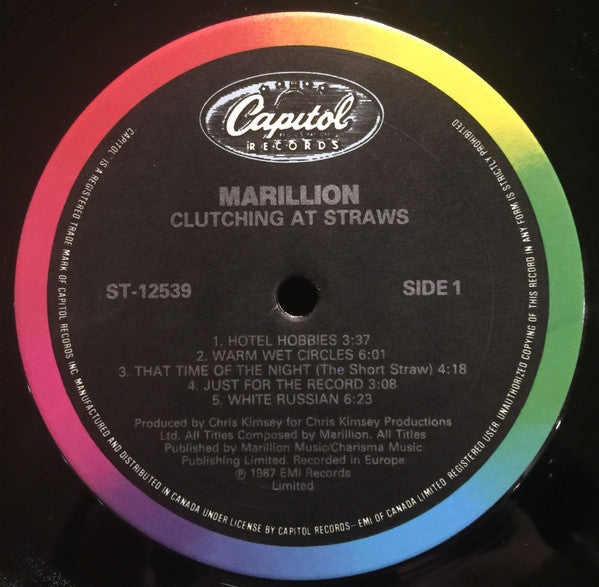 Capitol
RECORDS
MARILLION
CLUTCHING AT STRAWS
ST-12539
SIDE 1
1. HOTEL HOBBIES 3:37
2. WARM WET CIRCLES 6:01
3. THAT TIME OF THE NIGHT (The Short Straw) 4:18
4. JUST FOR THE RECORD 3:08
5. WHITE RUSSIAN 6:23
Produced by Chris Kimsey for Chris Kimsey Productions
Ltd. All Titles Composed by Marillion. All Titles
Published by Marillion Music/Charisma Music
Publishing Limited. Recorded in Europe
℗ 1987 EMI Records
Limited
CAPITOL IS A REGISTERED TRADE MARK OF CAPITOL RECORDS INC. MANUFACTURED AND DISTRIBUTED IN CANADA UNDER LICENSE BY CAPITOL RECORDS–EMI OF CANADA LIMITED. REGISTERED USER. UNAUTHORIZED COPYING OF THIS RECORD IN ANY FORM IS STRICTLY PROHIBITED